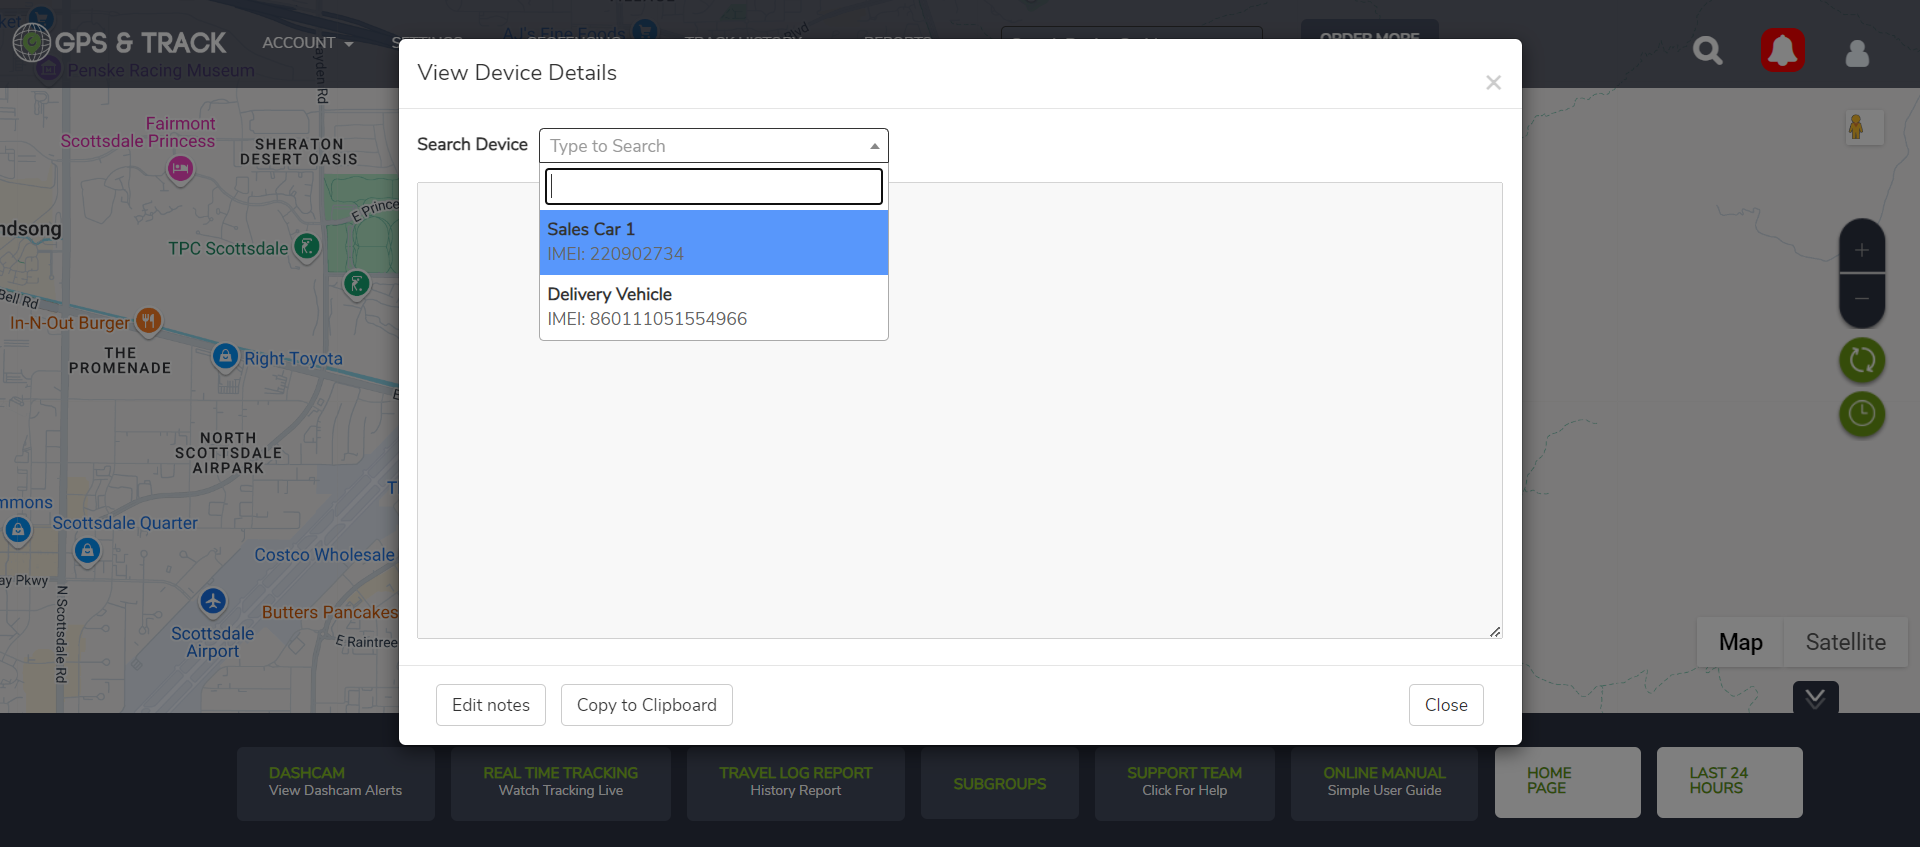 GPS & TRACK
ACCOUNT
View Device Details
×
Search Device
Type to Search
Sales Car 1
IMEI: 220902734
Delivery Vehicle
IMEI: 860111051554966
Edit notes
Copy to Clipboard
Close
Penske Racing Museum
Fairmont
Scottsdale Princess
SHERATON
DESERT OASIS
E Prince
TPC Scottsdale
ndsong
Bell Rd
In-N-Out Burger
THE
PROMENADE
Right Toyota
NORTH
SCOTTSDALE
AIRPARK
mmons
Scottsdale Quarter
Costco Wholesale
ay Pkwy
N Scottsdale Rd
Butters Pancakes
Scottsdale
Airport
E Raintree
ayden Rd
+
−
Map
Satellite
DASHCAM
View Dashcam Alerts
REAL TIME TRACKING
Watch Tracking Live
TRAVEL LOG REPORT
History Report
SUBGROUPS
SUPPORT TEAM
Click For Help
ONLINE MANUAL
Simple User Guide
HOME
PAGE
LAST 24
HOURS